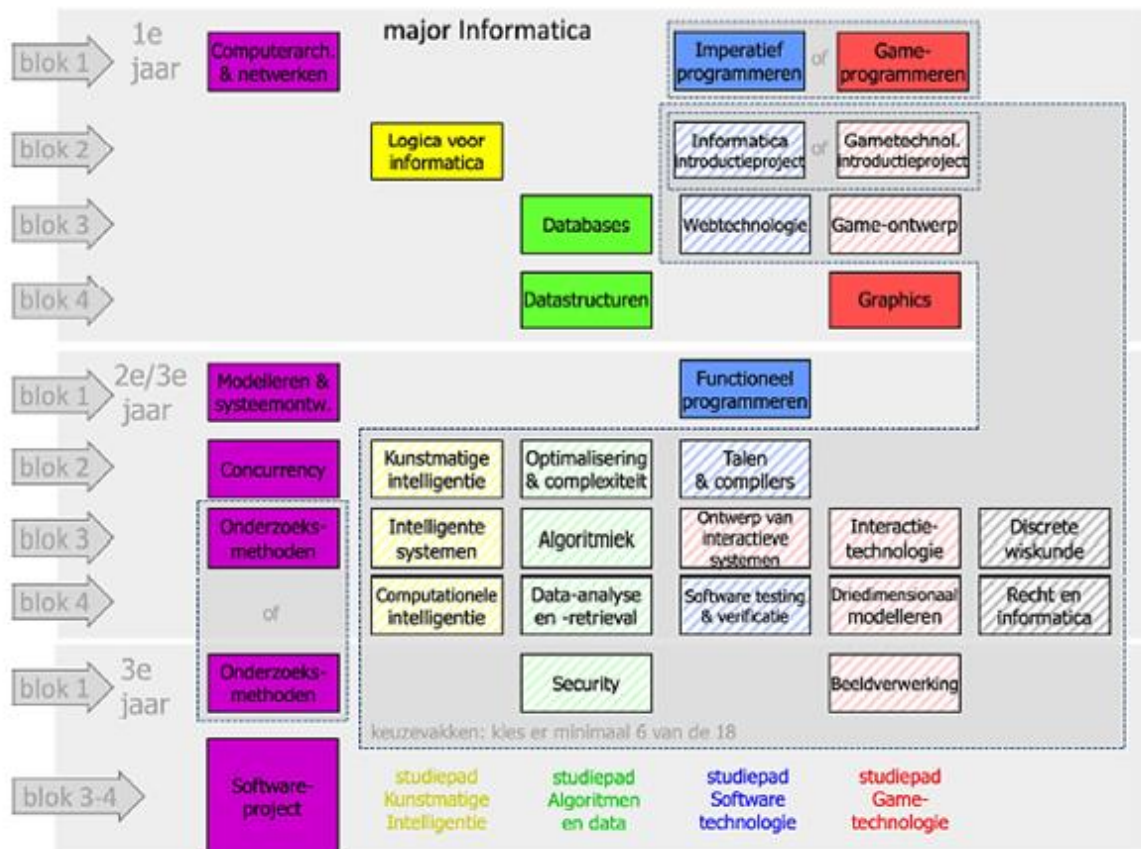 major Informatica
blok 1
1e
jaar
Computerarch.
& netwerken
Imperatief
programmeren
of
Game-
programmeren
blok 2
Logica voor
informatica
Informatica
introductieproject
of
Gametechnol.
introductieproject
blok 3
Databases
Webtechnologie
Game-ontwerp
blok 4
Datastructuren
Graphics
blok 1
2e/3e
jaar
Modelleren &
systeemontw.
Functioneel
programmeren
blok 2
Concurrency
Kunstmatige
intelligentie
Optimalisering
& complexiteit
Talen
& compilers
blok 3
Onderzoeks-
methoden
Intelligente
systemen
Algoritmiek
Ontwerp van
interactieve
systemen
Interactie-
technologie
Discrete
wiskunde
blok 4
of
Computationele
intelligentie
Data-analyse
en -retrieval
Software testing
& verificatie
Driedimensionaal
modelleren
Recht en
informatica
blok 1
3e
jaar
Onderzoeks-
methoden
Security
Beeldverwerking
keuzevakken: kies er minimaal 6 van de 18
blok 3-4
Software-
project
studiepad
Kunstmatige
Intelligentie
studiepad
Algoritmen
en data
studiepad
Software
technologie
studiepad
Game-
technologie